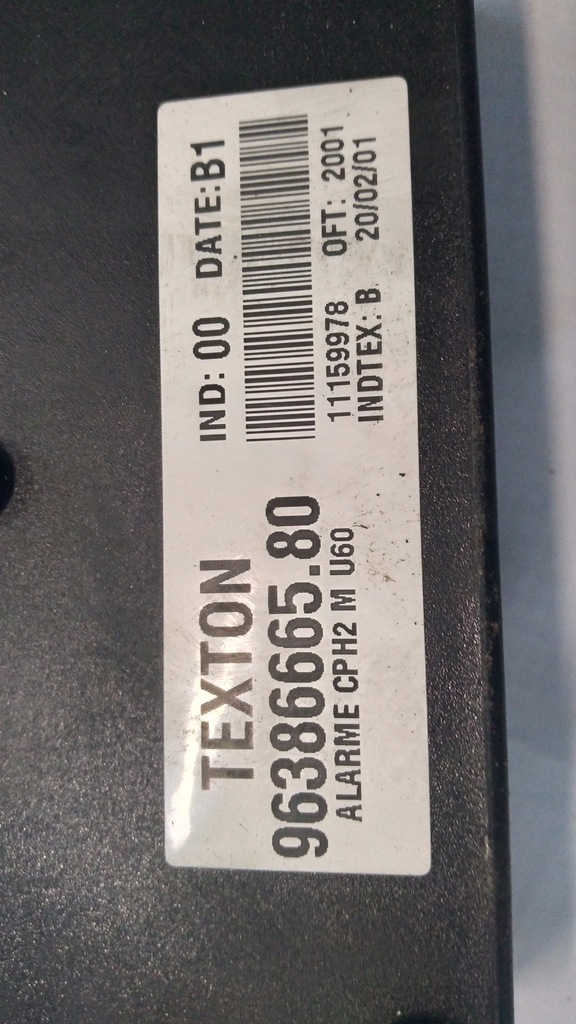 TEXTON
96386665.80
ALARME CPH2 M U60
IND: 00 DATE:B1
11159978 OFT: 2001
INDTEX: B 20/02/01